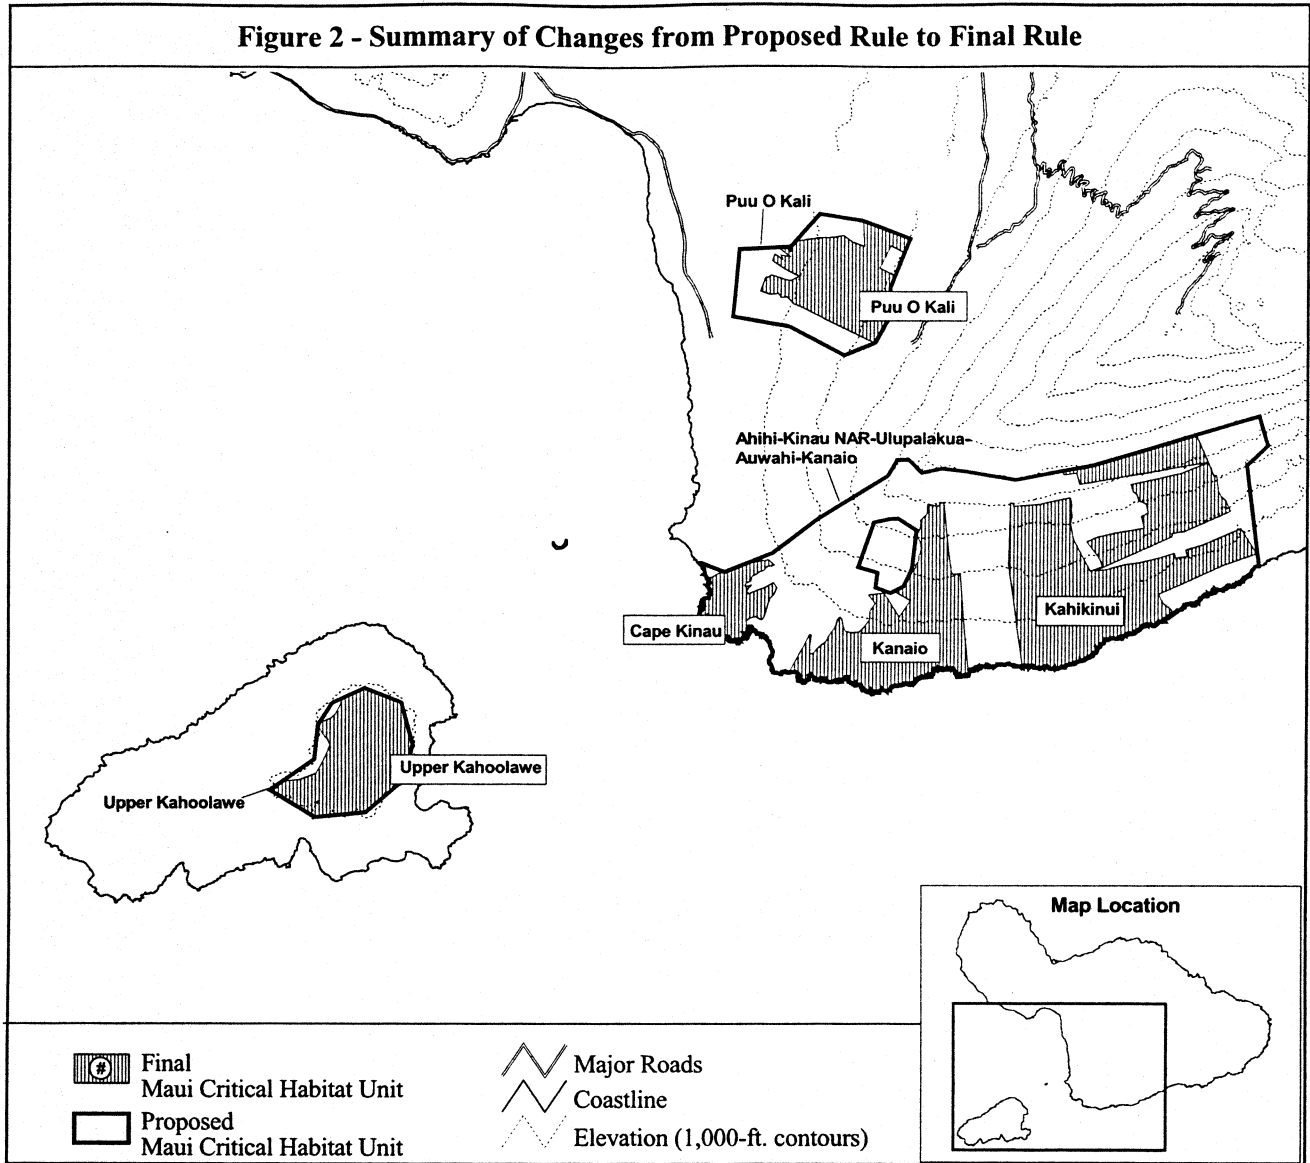 Figure 2 - Summary of Changes from Proposed Rule to Final Rule
Puu O Kali
Puu O Kali
Ahihi-Kinau NAR-Ulupalakua-
Auwahi-Kanaio
Kahikinui
Cape Kinau
Kanaio
Upper Kahoolawe
Upper Kahoolawe
Map Location
#
Final
Maui Critical Habitat Unit
Proposed
Maui Critical Habitat Unit
Major Roads
Coastline
Elevation (1,000-ft. contours)